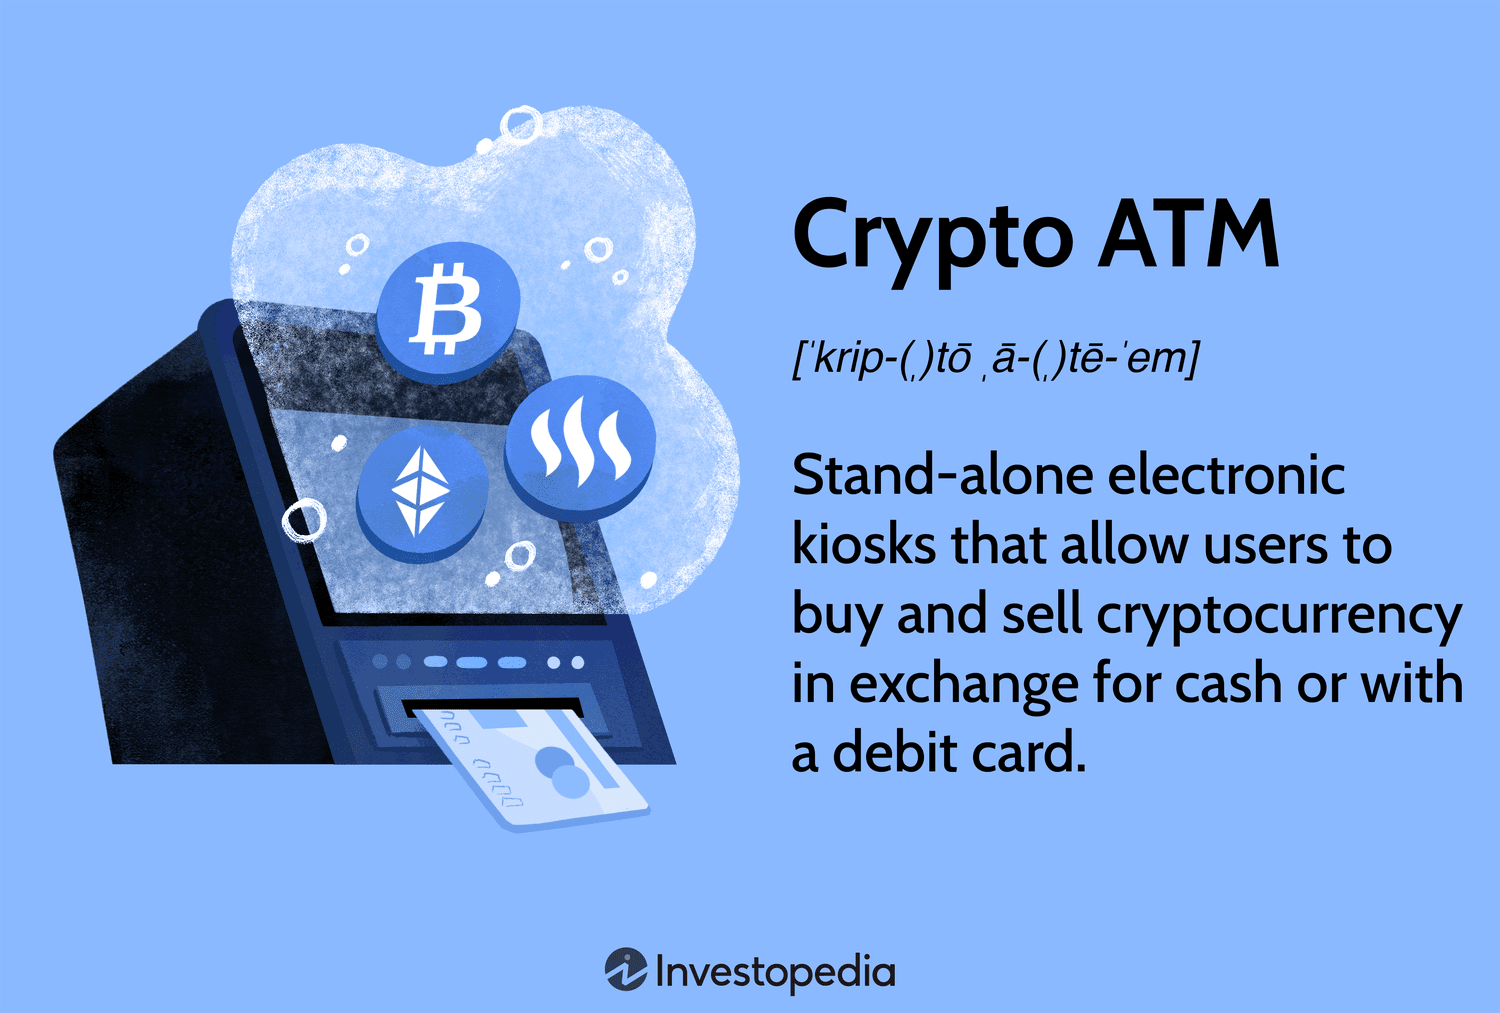 Crypto ATM
[ˈkrip-(ˌ)tō ˌā-(ˌ)tē-ˈem]
Stand-alone electronic
kiosks that allow users to
buy and sell cryptocurrency
in exchange for cash or with
a debit card.
Investopedia